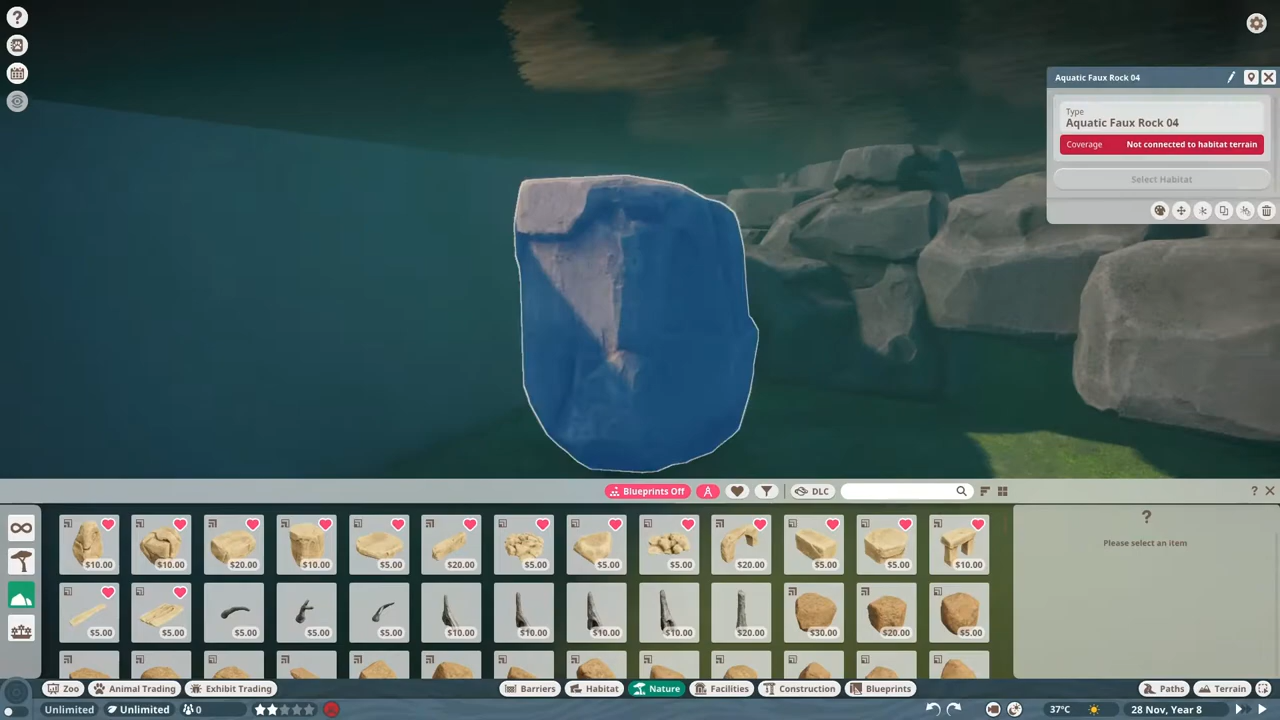 ?
Aquatic Faux Rock 04
Type
Aquatic Faux Rock 04
Coverage Not connected to habitat terrain
Select Habitat
Blueprints Off DLC ?
$10.00 $10.00 $20.00 $10.00 $5.00 $20.00 $5.00 $5.00 $5.00 $20.00 $5.00 $5.00 $10.00
?
Please select an item
$5.00 $5.00 $5.00 $5.00 $5.00 $10.00 $10.00 $10.00 $10.00 $20.00 $30.00 $20.00 $5.00
Zoo Animal Trading Exhibit Trading Barriers Habitat Nature Facilities Construction Blueprints Paths Terrain
Unlimited Unlimited 0 37°C 28 Nov, Year 8